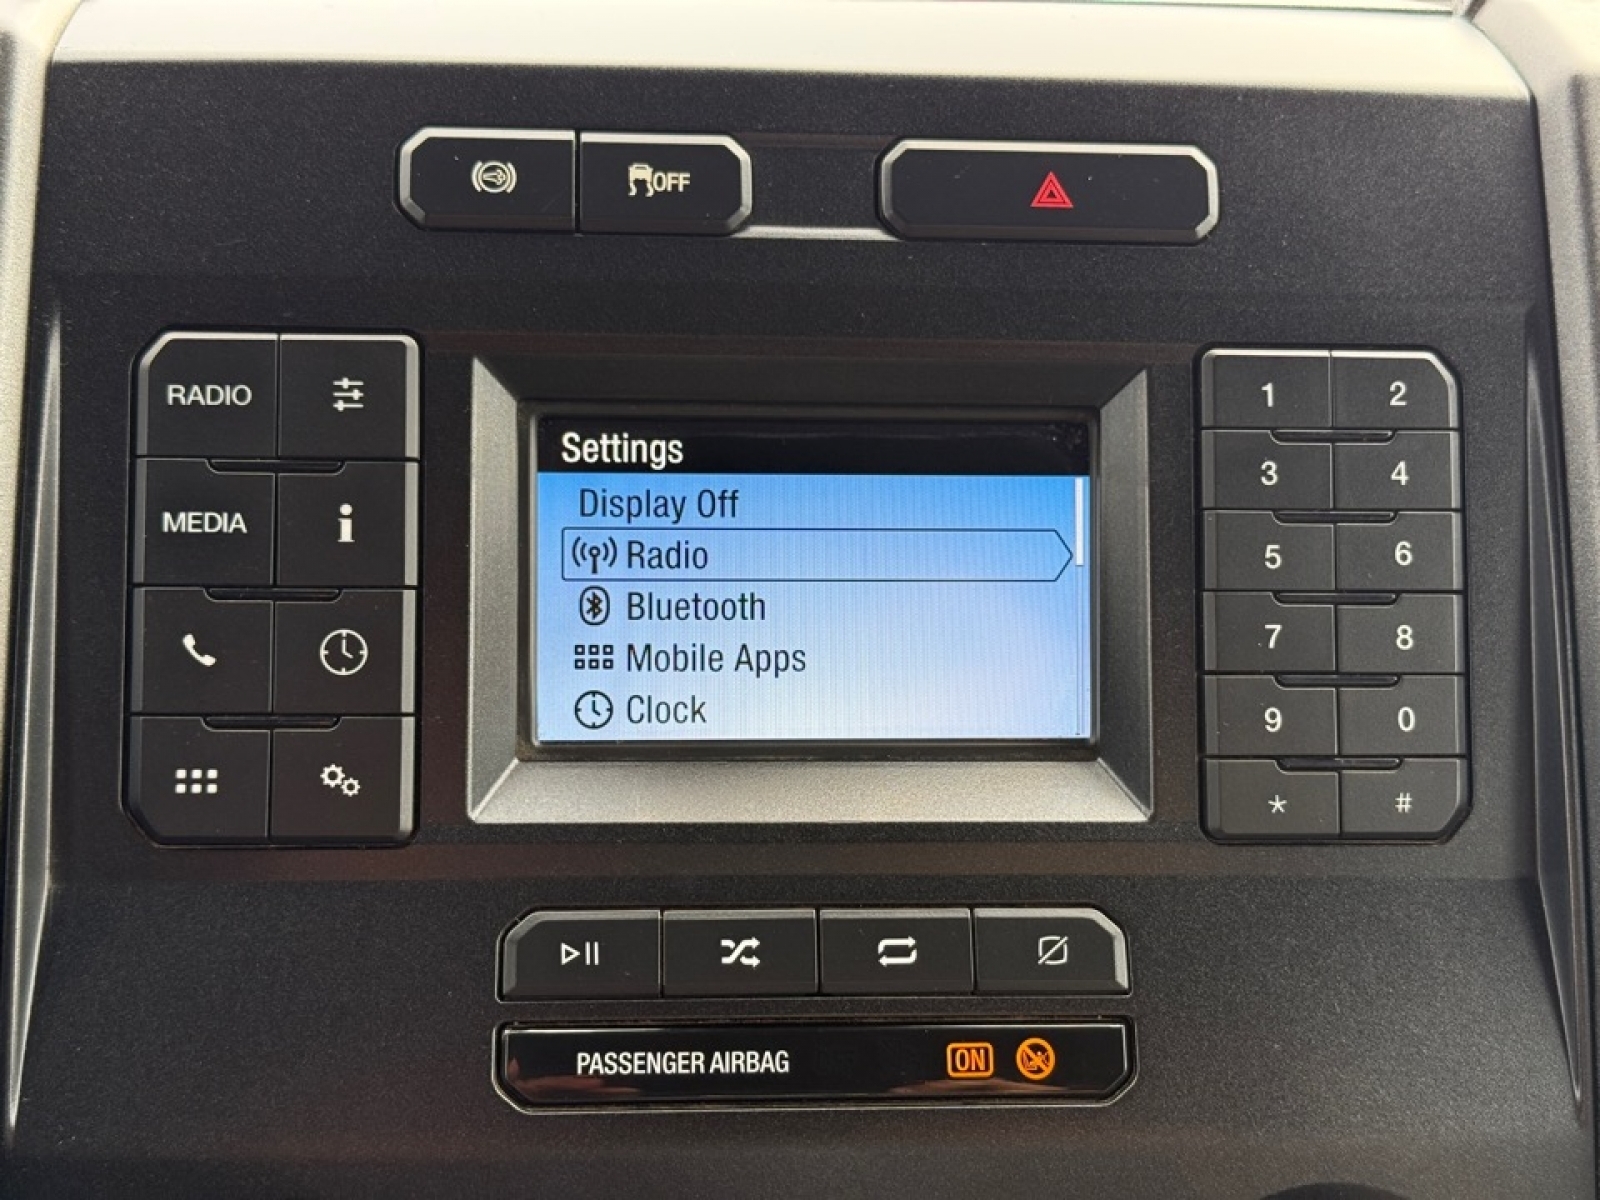 OFF
RADIO
MEDIA
Settings
Display Off
Radio
Bluetooth
Mobile Apps
Clock
1 2
3 4
5 6
7 8
9 0
* #
PASSENGER AIRBAG ON